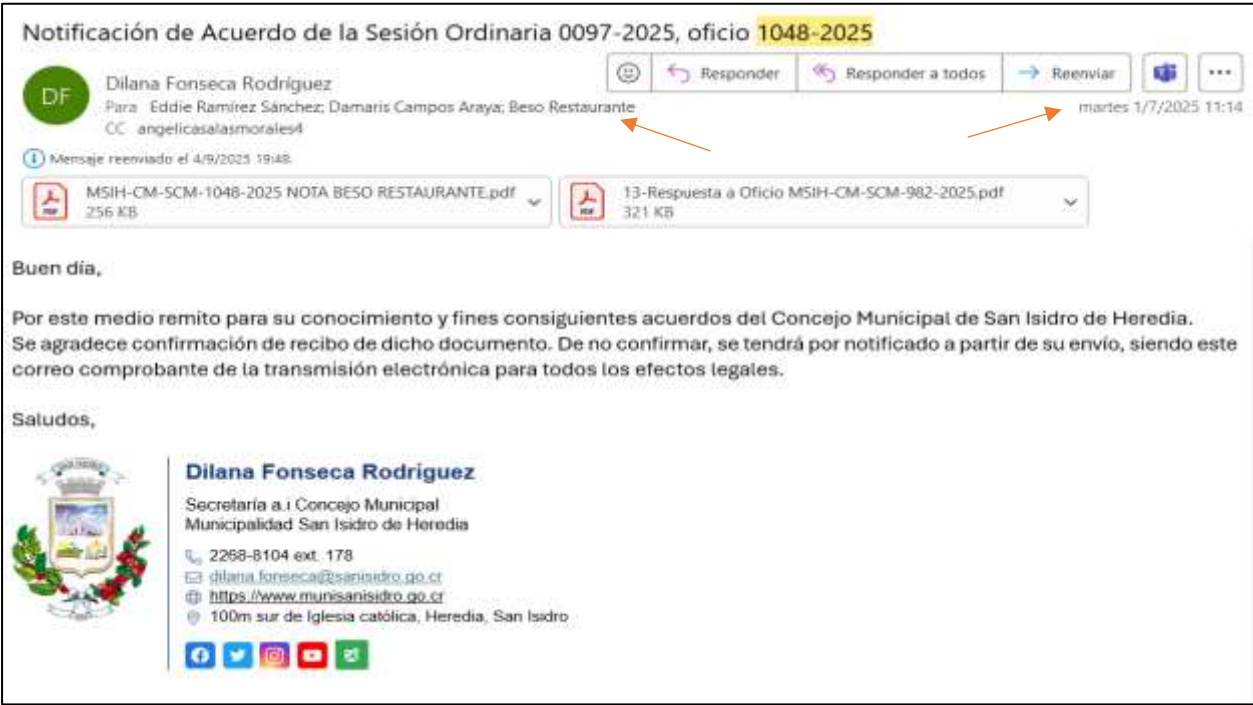 Notificación de Acuerdo de la Sesión Ordinaria 0097-2025, oficio 1048-2025
DF
Dilana Fonseca Rodríguez
Responder
Responder a todos
Reenviar
Para Eddie Ramírez Sánchez; Damaris Campos Araya; Beso Restaurante
martes 1/7/2025 11:14
CC angelicasalasmorales4
Mensaje reenviado el 4/9/2025 19:48.
MSIH-CM-SCM-1048-2025 NOTA BESO RESTAURANTE.pdf
256 KB
13-Respuesta a Oficio MSIH-CM-SCM-982-2025.pdf
321 KB
Buen día,
Por este medio remito para su conocimiento y fines consiguientes acuerdos del Concejo Municipal de San Isidro de Heredia.
Se agradece confirmación de recibo de dicho documento. De no confirmar, se tendrá por notificado a partir de su envío, siendo este
correo comprobante de la transmisión electrónica para todos los efectos legales.
Saludos,
Dilana Fonseca Rodríguez
Secretaría a.i Concejo Municipal
Municipalidad San Isidro de Heredia
2268-8104 ext. 178
dilana.fonseca@sanisidro.go.cr
https://www.munisanisidro.go.cr
100m sur de Iglesia católica, Heredia, San Isidro